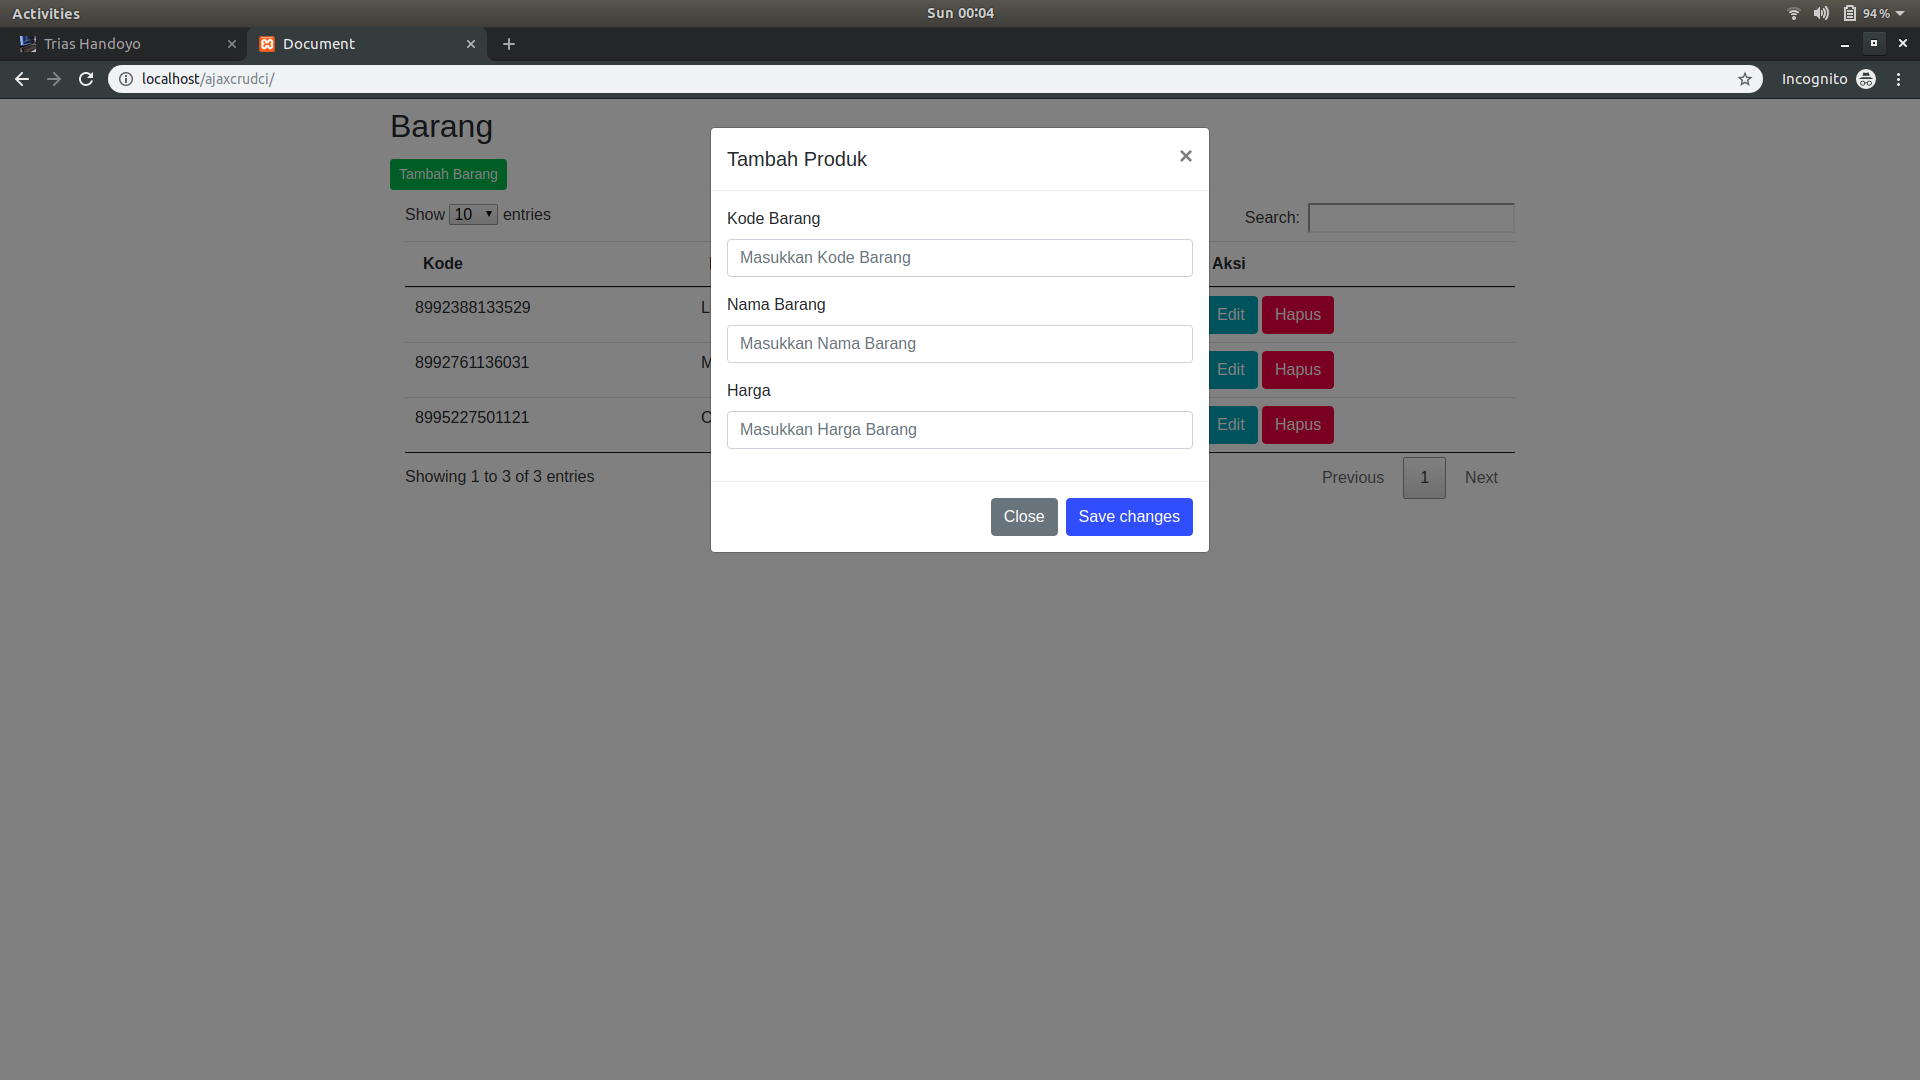 Activities
Sun 00:04
94 %
Trias Handoyo
Document
localhost/ajaxcrudci/
Incognito
Barang
Tambah Barang
Show 10 entries
Search:
Kode
Aksi
8992388133529
Edit Hapus
8992761136031
Edit Hapus
8995227501121
Edit Hapus
Showing 1 to 3 of 3 entries
Previous 1 Next
Tambah Produk
×
Kode Barang
Masukkan Kode Barang
Nama Barang
Masukkan Nama Barang
Harga
Masukkan Harga Barang
Close Save changes